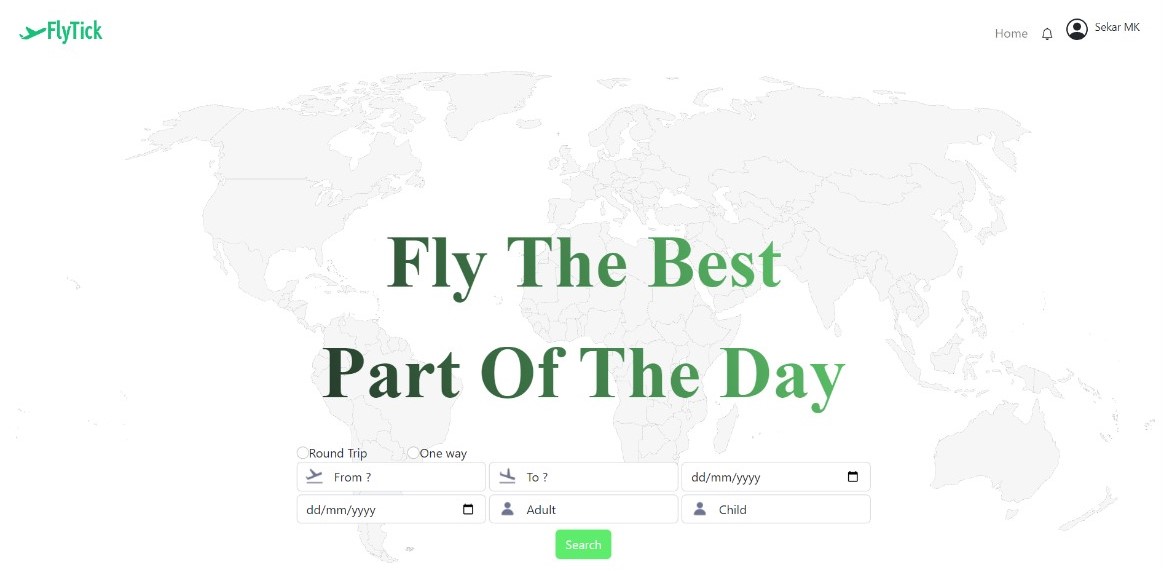 FlyTick
Home
Sekar MK
Fly The Best
Part Of The Day
Round Trip
One way
From ?
To ?
dd/mm/yyyy
dd/mm/yyyy
Adult
Child
Search